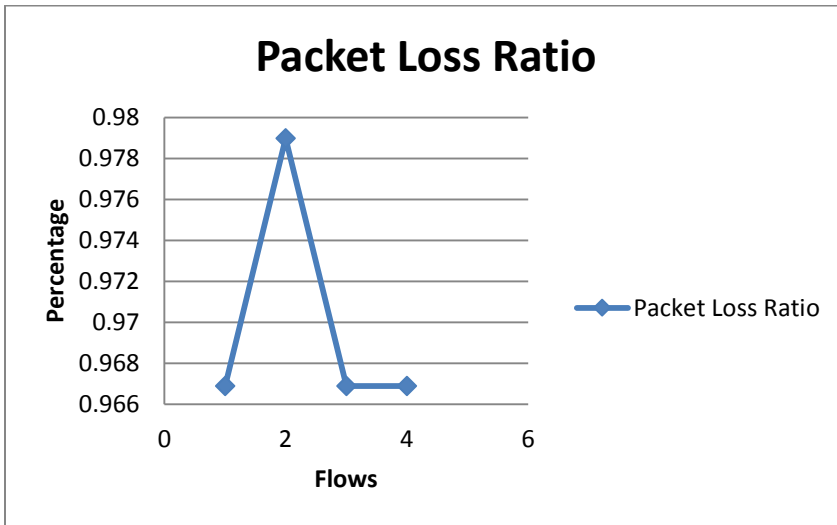 Packet Loss Ratio
0.98
0.978
0.976
0.974
0.972
0.97
0.968
0.966
Percentage
0 2 4 6
Flows
Packet Loss Ratio